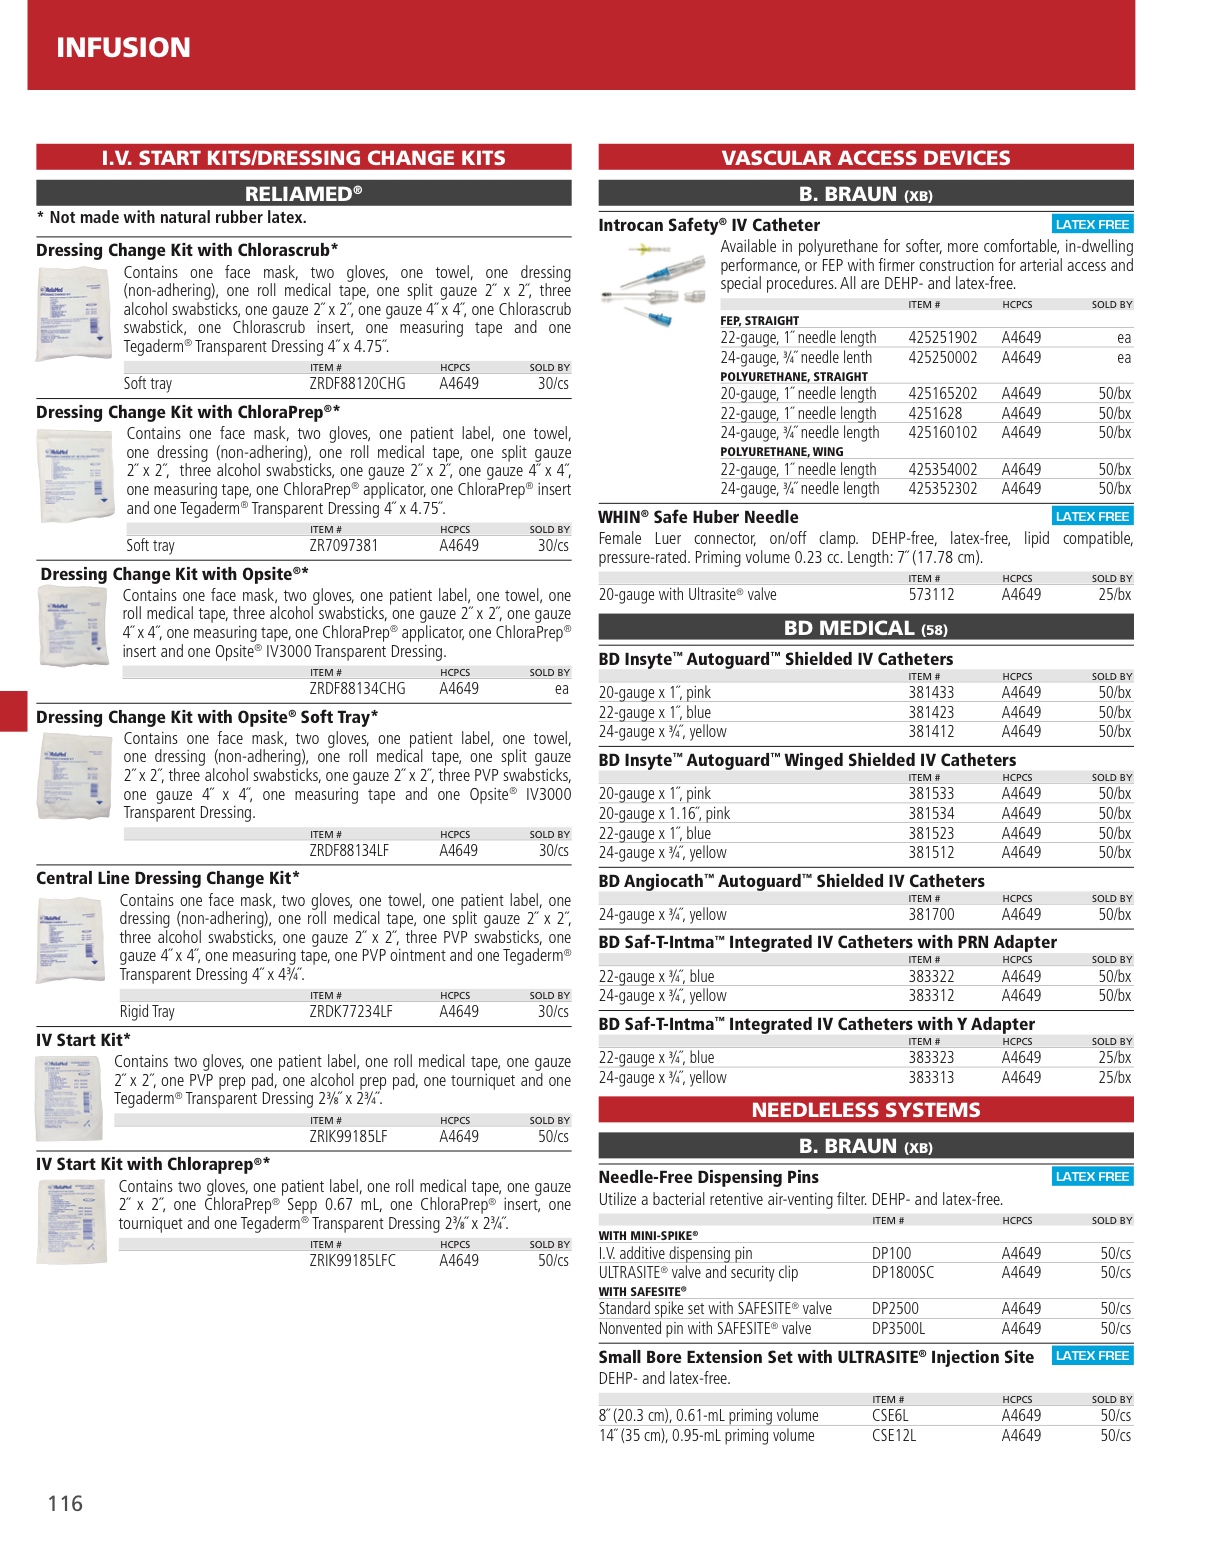 INFUSION
I.V. START KITS/DRESSING CHANGE KITS
RELIAMED®
* Not made with natural rubber latex.
Dressing Change Kit with Chlorascrub*
Contains one face mask, two gloves, one towel, one dressing
(non-adhering), one roll medical tape, one split gauze 2˝ x 2˝, three
alcohol swabsticks, one gauze 2˝ x 2˝, one gauze 4˝ x 4˝, one Chlorascrub
swabstick, one Chlorascrub insert, one measuring tape and one
Tegaderm® Transparent Dressing 4˝ x 4.75˝.
ITEM # HCPCS SOLD BY
Soft tray ZRDF88120CHG A4649 30/cs
Dressing Change Kit with ChloraPrep®*
Contains one face mask, two gloves, one patient label, one towel,
one dressing (non-adhering), one roll medical tape, one split gauze
2˝ x 2˝, three alcohol swabsticks, one gauze 2˝ x 2˝, one gauze 4˝ x 4˝,
one measuring tape, one ChloraPrep® applicator, one ChloraPrep® insert
and one Tegaderm® Transparent Dressing 4˝ x 4.75˝.
ITEM # HCPCS SOLD BY
Soft tray ZR7097381 A4649 30/cs
Dressing Change Kit with Opsite®*
Contains one face mask, two gloves, one patient label, one towel, one
roll medical tape, three alcohol swabsticks, one gauze 2˝ x 2˝, one gauze
4˝ x 4˝, one measuring tape, one ChloraPrep® applicator, one ChloraPrep®
insert and one Opsite® IV3000 Transparent Dressing.
ITEM # HCPCS SOLD BY
ZRDF88134CHG A4649 ea
Dressing Change Kit with Opsite® Soft Tray*
Contains one face mask, two gloves, one patient label, one towel,
one dressing (non-adhering), one roll medical tape, one split gauze
2˝ x 2˝, three alcohol swabsticks, one gauze 2˝ x 2˝, three PVP swabsticks,
one gauze 4˝ x 4˝, one measuring tape and one Opsite® IV3000
Transparent Dressing.
ITEM # HCPCS SOLD BY
ZRDF88134LF A4649 30/cs
Central Line Dressing Change Kit*
Contains one face mask, two gloves, one towel, one patient label, one
dressing (non-adhering), one roll medical tape, one split gauze 2˝ x 2˝,
three alcohol swabsticks, one gauze 2˝ x 2˝, three PVP swabsticks, one
gauze 4˝ x 4˝, one measuring tape, one PVP ointment and one Tegaderm®
Transparent Dressing 4˝ x 4¾˝.
ITEM # HCPCS SOLD BY
Rigid Tray ZRDK77234LF A4649 30/cs
IV Start Kit*
Contains two gloves, one patient label, one roll medical tape, one gauze
2˝ x 2˝, one PVP prep pad, one alcohol prep pad, one tourniquet and one
Tegaderm® Transparent Dressing 2⅜˝ x 2¾˝.
ITEM # HCPCS SOLD BY
ZRIK99185LF A4649 50/cs
IV Start Kit with Chloraprep®*
Contains two gloves, one patient label, one roll medical tape, one gauze
2˝ x 2˝, one ChloraPrep® Sepp 0.67 mL, one ChloraPrep® insert, one
tourniquet and one Tegaderm® Transparent Dressing 2⅜˝ x 2¾˝.
ITEM # HCPCS SOLD BY
ZRIK99185LFC A4649 50/cs
VASCULAR ACCESS DEVICES
B. BRAUN (XB)
Introcan Safety® IV Catheter LATEX FREE
Available in polyurethane for softer, more comfortable, in-dwelling
performance, or FEP with firmer construction for arterial access and
special procedures. All are DEHP- and latex-free.
ITEM # HCPCS SOLD BY
FEP, STRAIGHT
22-gauge, 1˝ needle length 425251902 A4649 ea
24-gauge, ¾˝ needle lenth 425250002 A4649 ea
POLYURETHANE, STRAIGHT
20-gauge, 1˝ needle length 425165202 A4649 50/bx
22-gauge, 1˝ needle length 4251628 A4649 50/bx
24-gauge, ¾˝ needle length 425160102 A4649 50/bx
POLYURETHANE, WING
22-gauge, 1˝ needle length 425354002 A4649 50/bx
24-gauge, ¾˝ needle length 425352302 A4649 50/bx
WHIN® Safe Huber Needle LATEX FREE
Female Luer connector, on/off clamp. DEHP-free, latex-free, lipid compatible,
pressure-rated. Priming volume 0.23 cc. Length: 7˝ (17.78 cm).
ITEM # HCPCS SOLD BY
20-gauge with Ultrasite® valve 573112 A4649 25/bx
BD MEDICAL (58)
BD Insyte™ Autoguard™ Shielded IV Catheters
ITEM # HCPCS SOLD BY
20-gauge x 1˝, pink 381433 A4649 50/bx
22-gauge x 1˝, blue 381423 A4649 50/bx
24-gauge x ¾˝, yellow 381412 A4649 50/bx
BD Insyte™ Autoguard™ Winged Shielded IV Catheters
ITEM # HCPCS SOLD BY
20-gauge x 1˝, pink 381533 A4649 50/bx
20-gauge x 1.16˝, pink 381534 A4649 50/bx
22-gauge x 1˝, blue 381523 A4649 50/bx
24-gauge x ¾˝, yellow 381512 A4649 50/bx
BD Angiocath™ Autoguard™ Shielded IV Catheters
ITEM # HCPCS SOLD BY
24-gauge x ¾˝, yellow 381700 A4649 50/bx
BD Saf-T-Intma™ Integrated IV Catheters with PRN Adapter
ITEM # HCPCS SOLD BY
22-gauge x ¾˝, blue 383322 A4649 50/bx
24-gauge x ¾˝, yellow 383312 A4649 50/bx
BD Saf-T-Intma™ Integrated IV Catheters with Y Adapter
ITEM # HCPCS SOLD BY
22-gauge x ¾˝, blue 383323 A4649 25/bx
24-gauge x ¾˝, yellow 383313 A4649 25/bx
NEEDLELESS SYSTEMS
B. BRAUN (XB)
Needle-Free Dispensing Pins LATEX FREE
Utilize a bacterial retentive air-venting filter. DEHP- and latex-free.
ITEM # HCPCS SOLD BY
WITH MINI-SPIKE®
I.V. additive dispensing pin DP100 A4649 50/cs
ULTRASITE® valve and security clip DP1800SC A4649 50/cs
WITH SAFESITE®
Standard spike set with SAFESITE® valve DP2500 A4649 50/cs
Nonvented pin with SAFESITE® valve DP3500L A4649 50/cs
Small Bore Extension Set with ULTRASITE® Injection Site LATEX FREE
DEHP- and latex-free.
ITEM # HCPCS SOLD BY
8˝ (20.3 cm), 0.61-mL priming volume CSE6L A4649 50/cs
14˝ (35 cm), 0.95-mL priming volume CSE12L A4649 50/cs
116